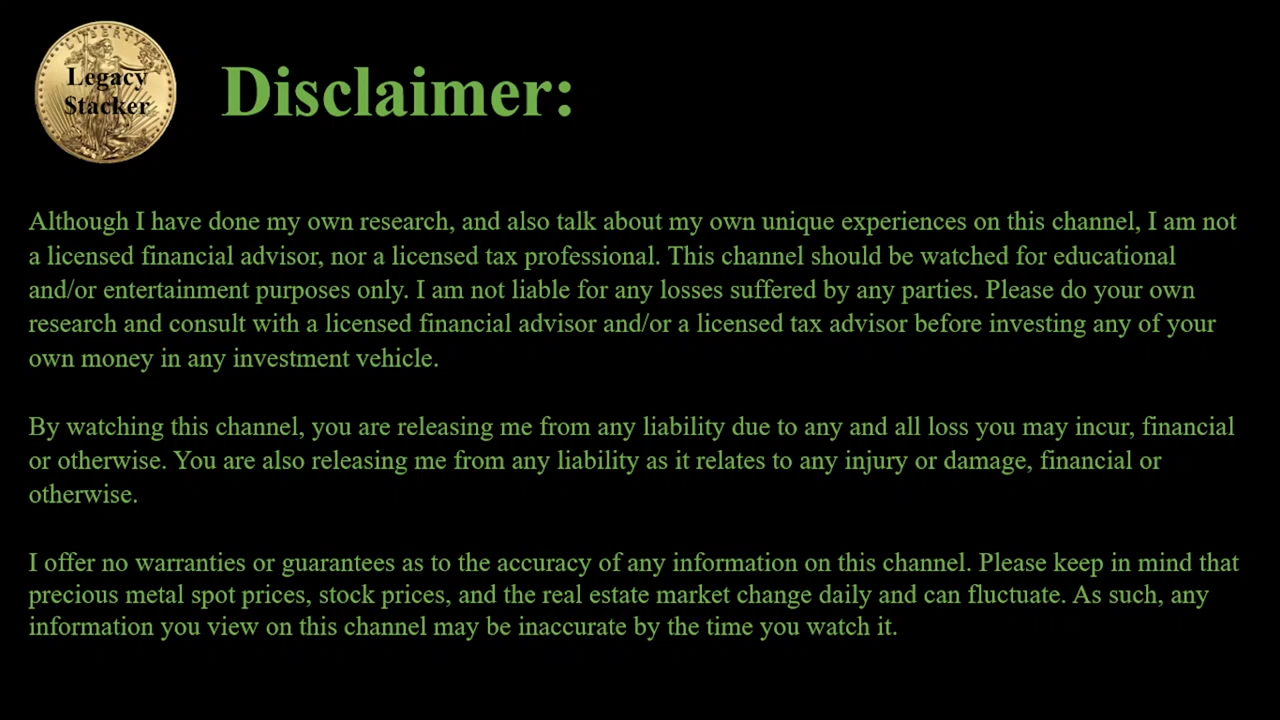 LIBERTY
Legacy
$tacker
Disclaimer:
Although I have done my own research, and also talk about my own unique experiences on this channel, I am not
a licensed financial advisor, nor a licensed tax professional. This channel should be watched for educational
and/or entertainment purposes only. I am not liable for any losses suffered by any parties. Please do your own
research and consult with a licensed financial advisor and/or a licensed tax advisor before investing any of your
own money in any investment vehicle.
By watching this channel, you are releasing me from any liability due to any and all loss you may incur, financial
or otherwise. You are also releasing me from any liability as it relates to any injury or damage, financial or
otherwise.
I offer no warranties or guarantees as to the accuracy of any information on this channel. Please keep in mind that
precious metal spot prices, stock prices, and the real estate market change daily and can fluctuate. As such, any
information you view on this channel may be inaccurate by the time you watch it.